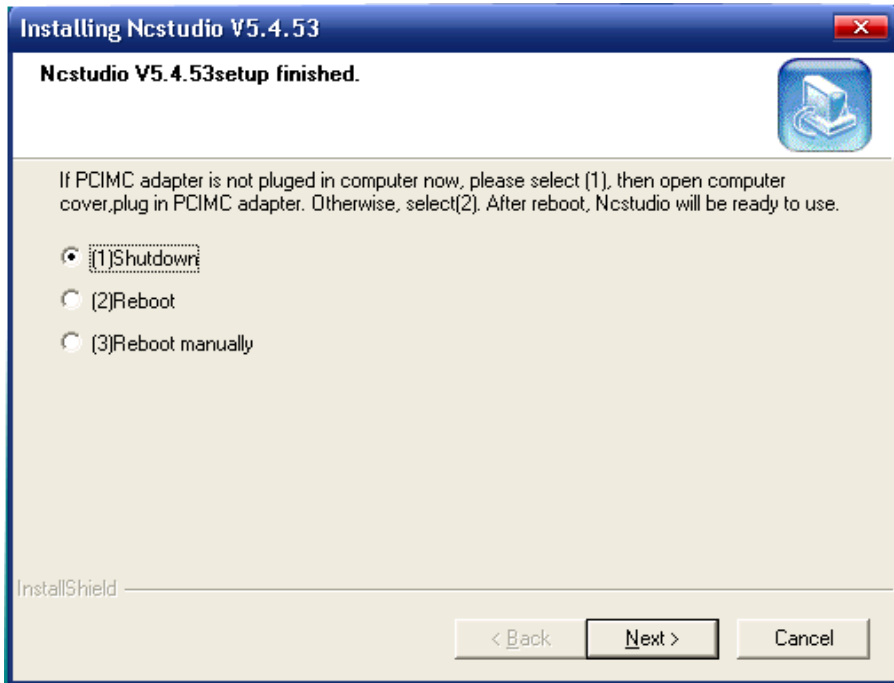 Installing Ncstudio V5.4.53
Ncstudio V5.4.53setup finished.
If PCIMC adapter is not pluged in computer now, please select (1), then open computer
cover,plug in PCIMC adapter. Otherwise, select(2). After reboot, Ncstudio will be ready to use.
(1)Shutdown
(2)Reboot
(3)Reboot manually
InstallShield
< Back
Next >
Cancel